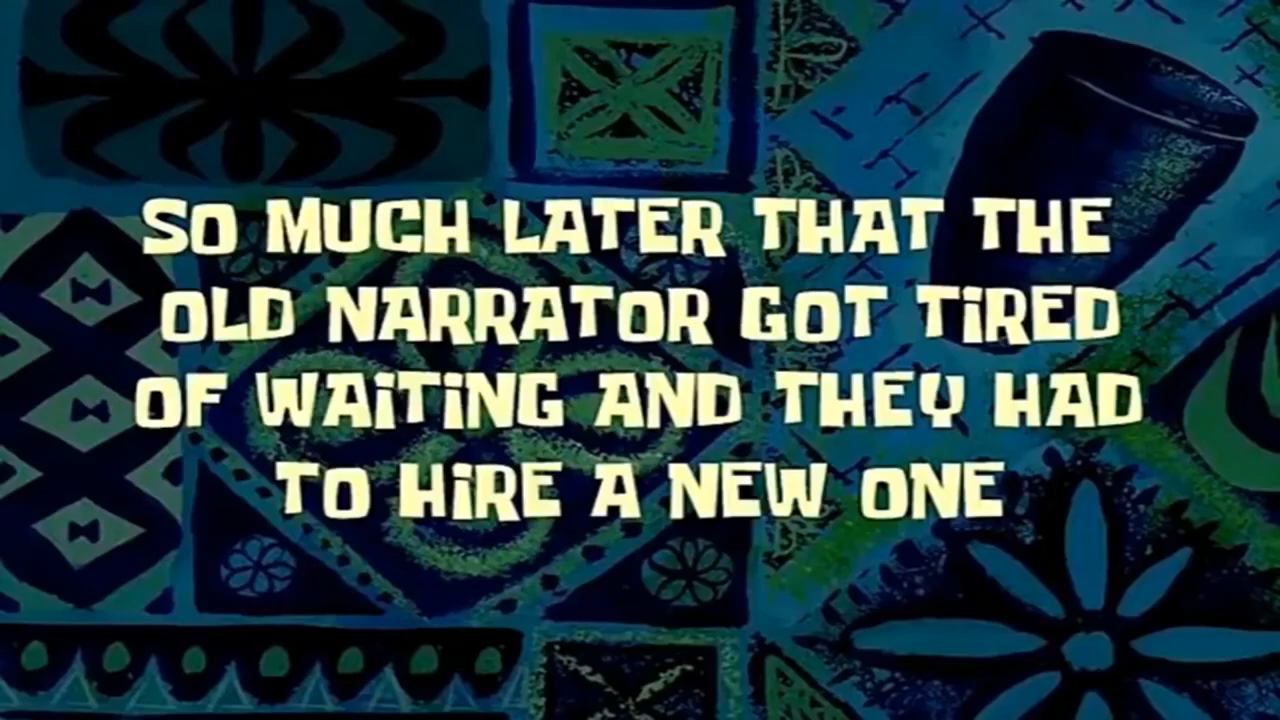 SO MUCH LATER THAT THE
OLD NARRATOR GOT TiRED
OF WAiTiNG AND THEY HAD
TO HiRE A NEW ONE